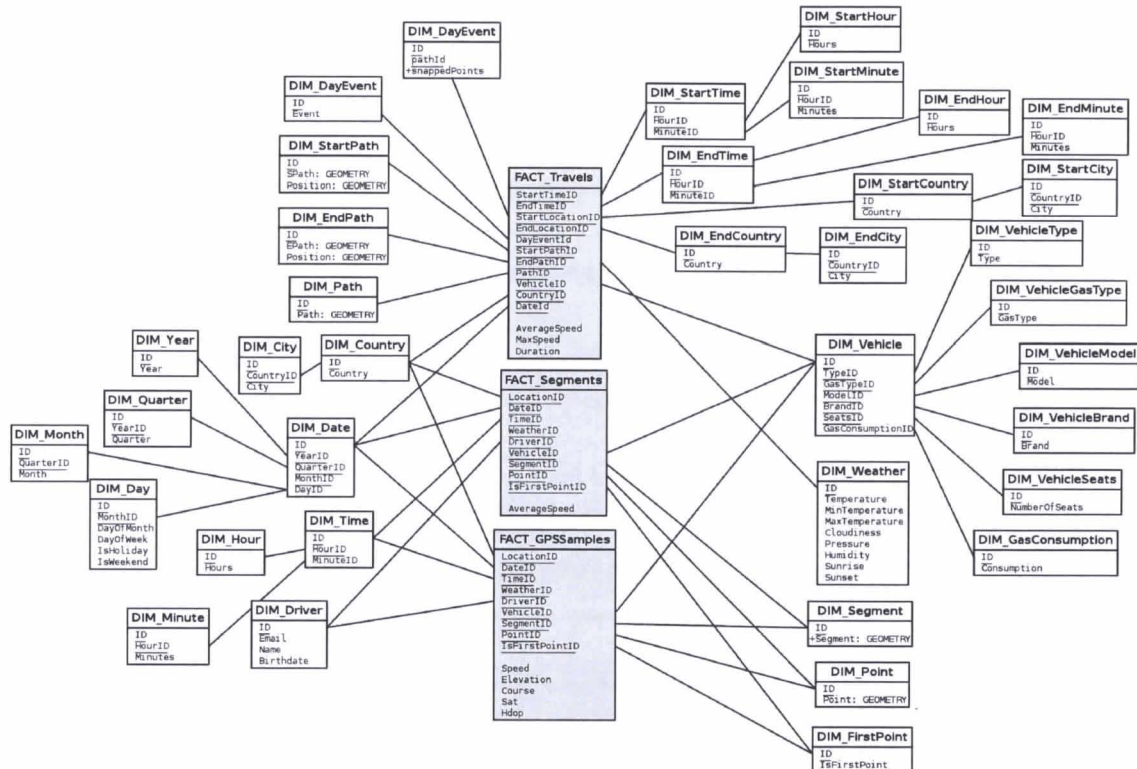 DIM_DayEvent
ID
pathId
+snappedPoints
DIM_DayEvent
ID
Event
DIM_StartPath
ID
SPath: GEOMETRY
Position: GEOMETRY
DIM_EndPath
ID
EPath: GEOMETRY
Position: GEOMETRY
DIM_Path
ID
Path: GEOMETRY
DIM_Year
ID
Year
DIM_City
ID
CountryID
City
DIM_Country
ID
Country
DIM_Quarter
ID
YearID
Quarter
DIM_Month
ID
QuarterID
Month
DIM_Day
ID
MonthID
DayOfMonth
DayOfWeek
IsHoliday
IsWeekend
DIM_Date
ID
YearID
QuarterID
MonthID
DayID
DIM_Hour
ID
Hours
DIM_Time
ID
HourID
MinuteID
DIM_Minute
ID
HourID
Minutes
DIM_Driver
ID
Email
Name
Birthdate
FACT_Travels
StartTimeID
EndTimeID
StartLocationID
EndLocationID
DayEventId
StartPathID
EndPathID
PathID
VehicleID
CountryID
DateId
AverageSpeed
MaxSpeed
Duration
FACT_Segments
LocationID
DateID
TimeID
WeatherID
DriverID
VehicleID
SegmentID
PointID
IsFirstPointID
AverageSpeed
FACT_GPSSamples
LocationID
DateID
TimeID
WeatherID
DriverID
VehicleID
SegmentID
PointID
IsFirstPointID
Speed
Elevation
Course
Sat
Hdop
DIM_StartHour
ID
Hours
DIM_StartMinute
ID
HourID
Minutes
DIM_StartTime
ID
HourID
MinuteID
DIM_EndHour
ID
Hours
DIM_EndMinute
ID
HourID
Minutes
DIM_EndTime
ID
HourID
MinuteID
DIM_StartCountry
ID
Country
DIM_StartCity
ID
CountryID
City
DIM_EndCountry
ID
Country
DIM_EndCity
ID
CountryID
City
DIM_VehicleType
ID
Type
DIM_VehicleGasType
ID
GasType
DIM_Vehicle
ID
TypeID
GasTypeID
ModelID
BrandID
SeatsID
GasConsumptionID
DIM_VehicleModel
ID
Model
DIM_VehicleBrand
ID
Brand
DIM_VehicleSeats
ID
NumberOfSeats
DIM_GasConsumption
ID
Consumption
DIM_Weather
ID
Temperature
MinTemperature
MaxTemperature
Cloudiness
Pressure
Humidity
Sunrise
Sunset
DIM_Segment
ID
+Segment: GEOMETRY
DIM_Point
ID
Point: GEOMETRY
DIM_FirstPoint
ID
IsFirstPoint